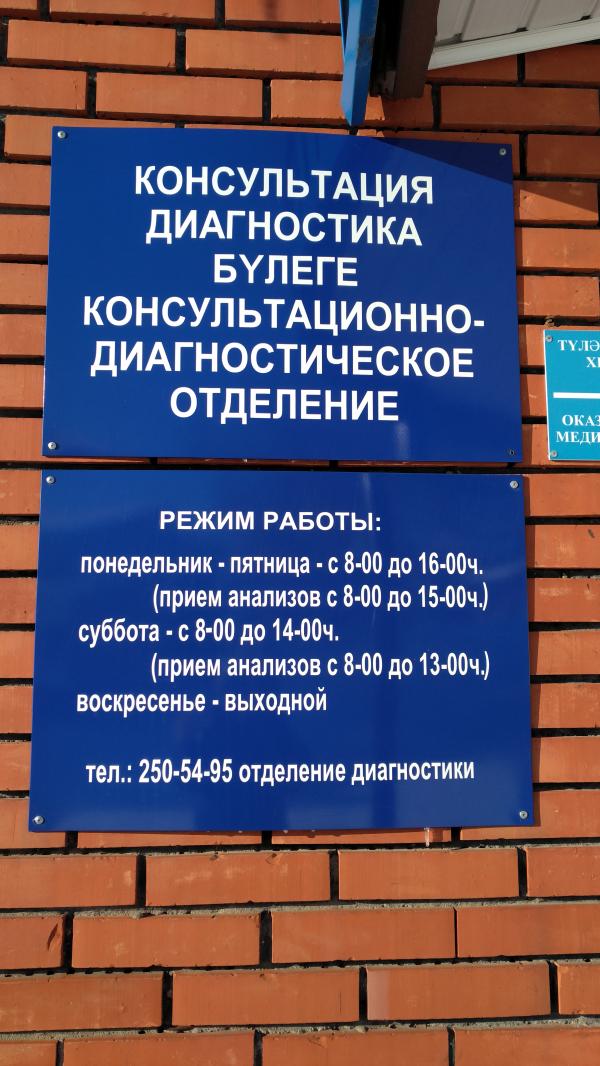 КОНСУЛЬТАЦИЯ
ДИАГНОСТИКА
БҮЛЕГЕ
КОНСУЛЬТАЦИОННО-
ДИАГНОСТИЧЕСКОЕ
ОТДЕЛЕНИЕ
РЕЖИМ РАБОТЫ:
понедельник - пятница - с 8-00 до 16-00ч.
(прием анализов с 8-00 до 15-00ч.)
суббота - с 8-00 до 14-00ч.
(прием анализов с 8-00 до 13-00ч.)
воскресенье - выходной
тел.: 250-54-95 отделение диагностики